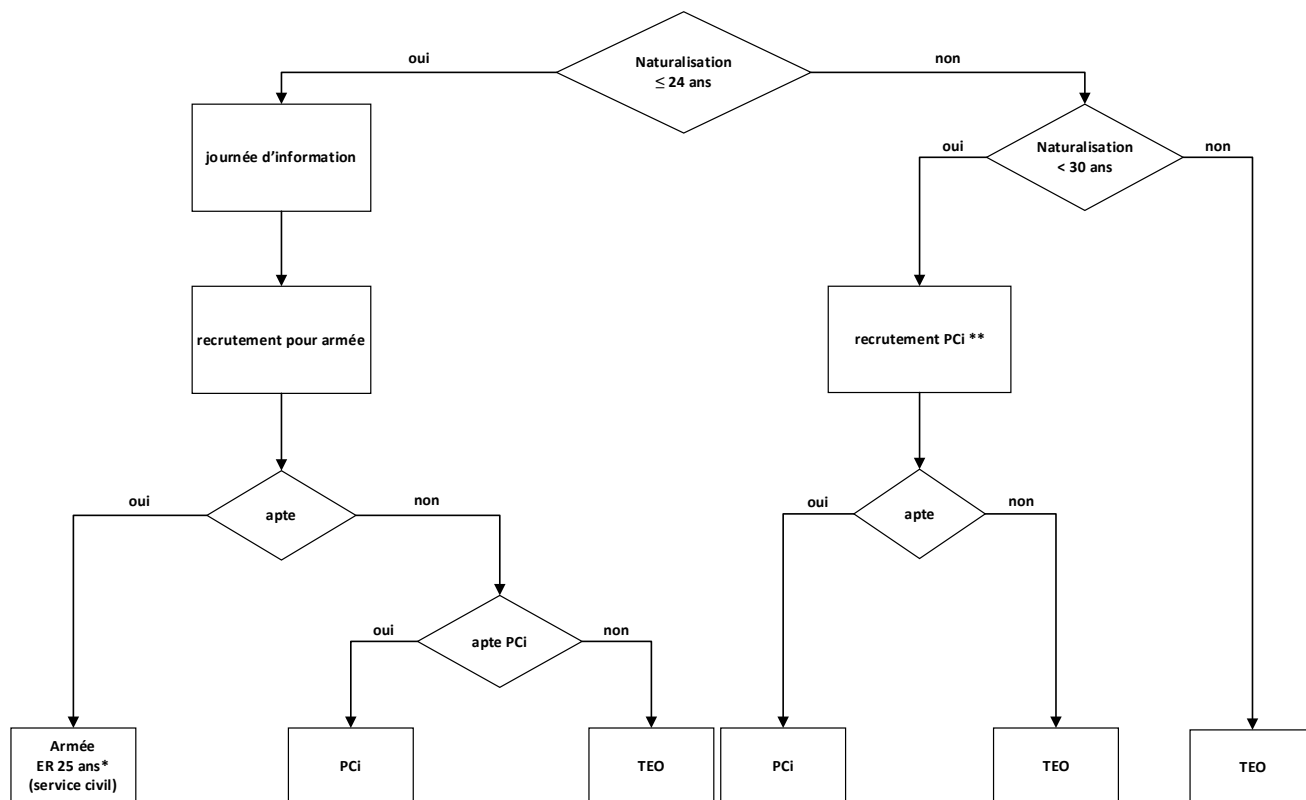 oui
Naturalisation
≤ 24 ans
non
journée d'information
oui
Naturalisation
< 30 ans
non
recrutement pour armée
recrutement PCi **
oui
apte
non
oui
apte
non
oui
apte PCi
non
Armée
ER 25 ans*
(service civil)
PCi
TEO
PCi
TEO
TEO